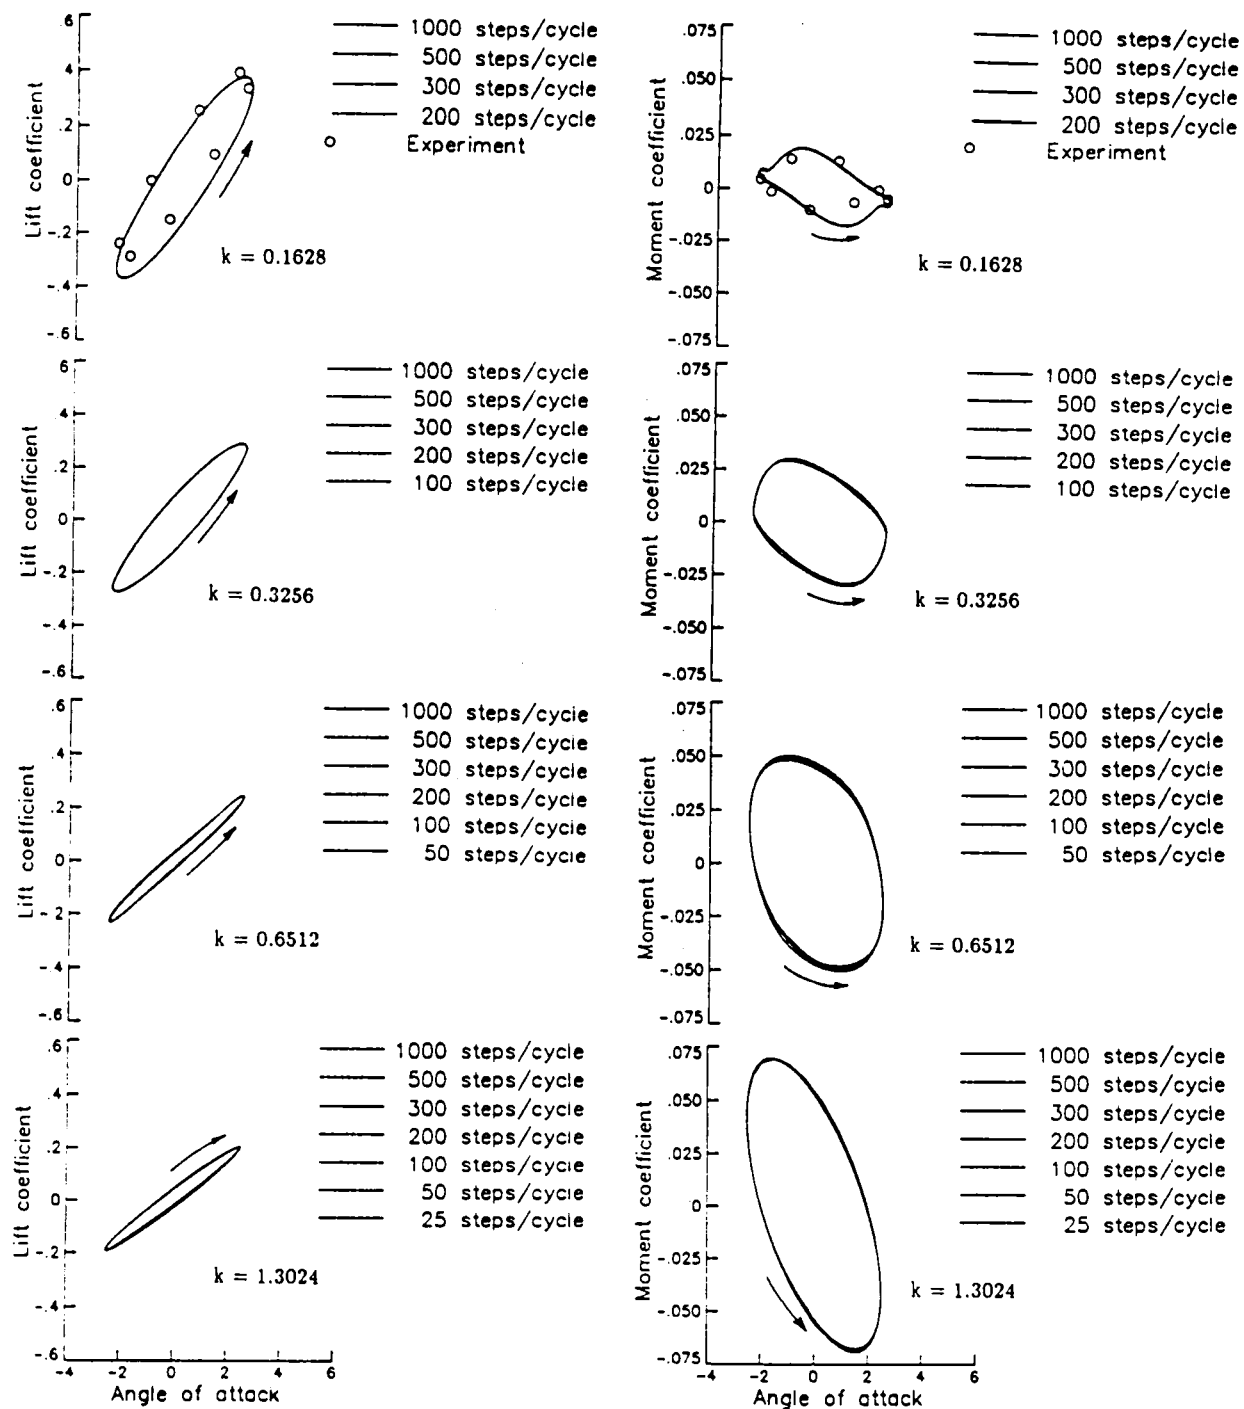 .6
.4
.2
0
-.2
-.4
-.6
Lift coefficient
1000 steps/cycle
500 steps/cycle
300 steps/cycle
200 steps/cycle
Experiment
k = 0.1628
.075
.050
.025
0
-.025
-.050
-.075
Moment coefficient
1000 steps/cycle
500 steps/cycle
300 steps/cycle
200 steps/cycle
Experiment
k = 0.1628
6
4
.2
0
-.2
-.4
-.6
Lift coefficient
1000 steps/cycle
500 steps/cycle
300 steps/cycle
200 steps/cycle
100 steps/cycle
k = 0.3256
.075
.050
.025
0
-.025
-.050
-.075
Moment coefficient
1000 steps/cycle
500 steps/cycle
300 steps/cycle
200 steps/cycle
100 steps/cycle
k = 0.3256
.6
.4
.2
0
-.2
-.4
-.6
Lift coefficient
1000 steps/cycle
500 steps/cycle
300 steps/cycle
200 steps/cycle
100 steps/cycle
50 steps/cycle
k = 0.6512
.075
.050
.025
0
-.025
-.050
-.075
Moment coefficient
1000 steps/cycle
500 steps/cycle
300 steps/cycle
200 steps/cycle
100 steps/cycle
50 steps/cycle
k = 0.6512
.6
.4
.2
0
-.2
-.4
-.6
Lift coefficient
1000 steps/cycle
500 steps/cycle
300 steps/cycle
200 steps/cycle
100 steps/cycle
50 steps/cycle
25 steps/cycle
k = 1.3024
-4 -2 0 2 4 6
Angle of attack
.075
.050
.025
0
-.025
-.050
-.075
Moment coefficient
1000 steps/cycle
500 steps/cycle
300 steps/cycle
200 steps/cycle
100 steps/cycle
50 steps/cycle
25 steps/cycle
k = 1.3024
-4 -2 0 2 4 6
Angle of attack